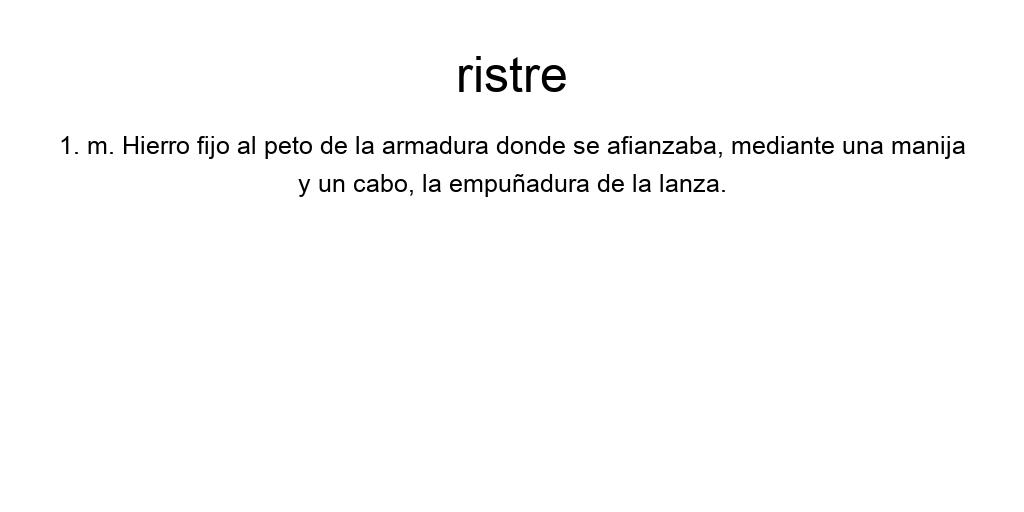 ristre
1. m. Hierro fijo al peto de la armadura donde se afianzaba, mediante una manija
y un cabo, la empuñadura de la lanza.